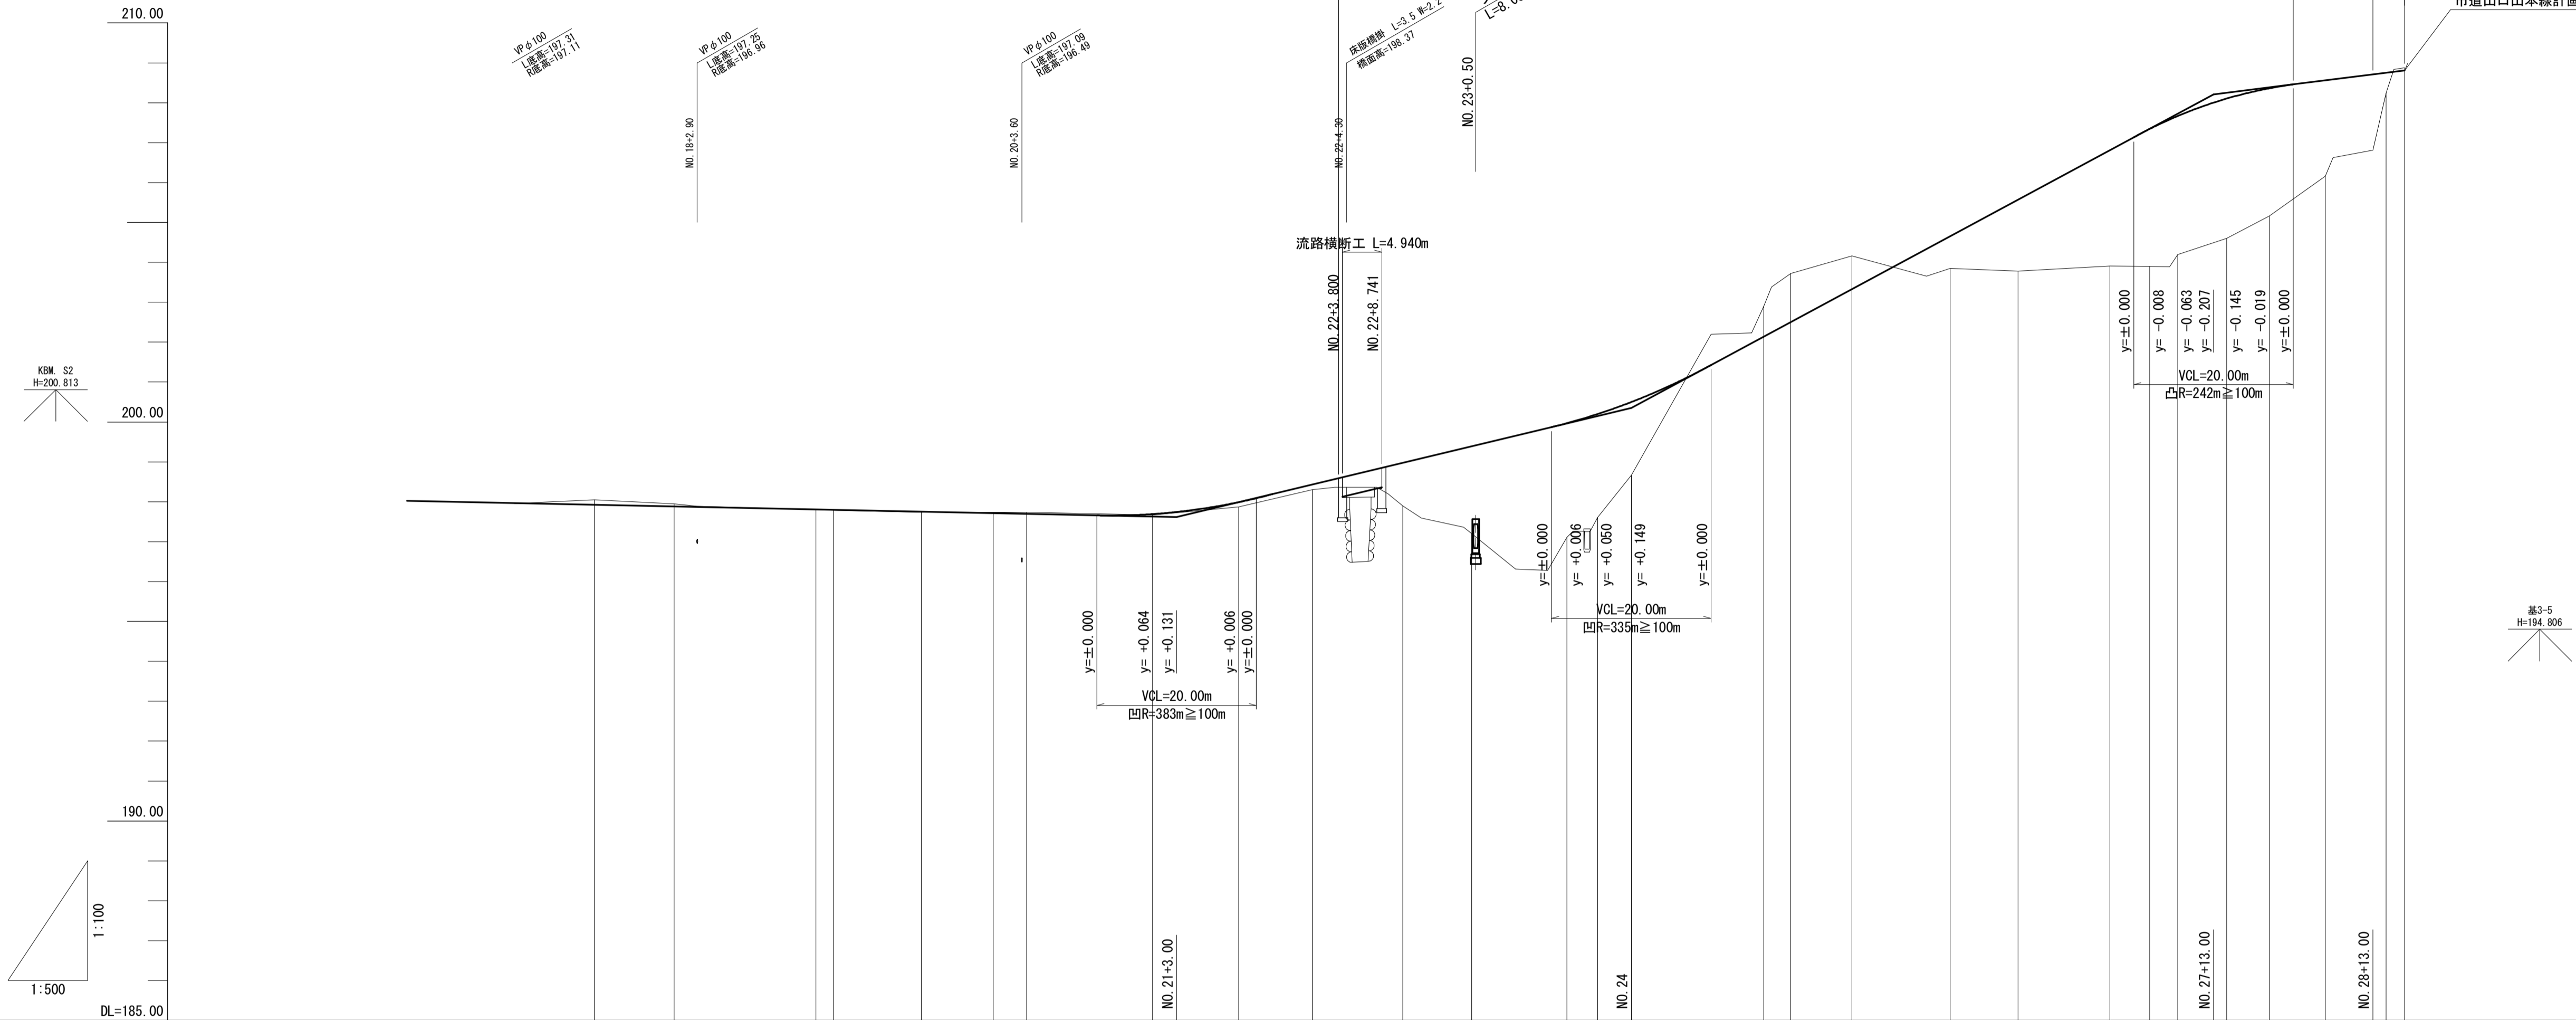 210.00
VPφ100
L底高=197.31
R底高=197.11
VPφ100
L底高=197.25
R底高=196.96
NO.18+2.90
VPφ100
L底高=197.09
R底高=196.49
NO.20+3.60
床版橋掛 L=3.5 W=2.2
橋面高=198.37
NO.22+4.30
NO.23+0.50
流路横断工 L=4.940m
NO.22+3.800
NO.22+8.741
KBM. S2
H=200.813
200.00
y=±0.000
y= -0.008
y= -0.063
y= -0.207
y= -0.145
y= -0.019
y=±0.000
VCL=20.00m
凸R=242m≧100m
y=±0.000
y= +0.006
y= +0.050
y= +0.149
y=±0.000
VCL=20.00m
凹R=335m≧100m
y=±0.000
y= +0.064
y= +0.131
y= +0.006
y=±0.000
VCL=20.00m
凹R=383m≧100m
基3-5
H=194.806
190.00
1:100
1:500
NO.21+3.00
NO.24
NO.27+13.00
NO.28+13.00
DL=185.00